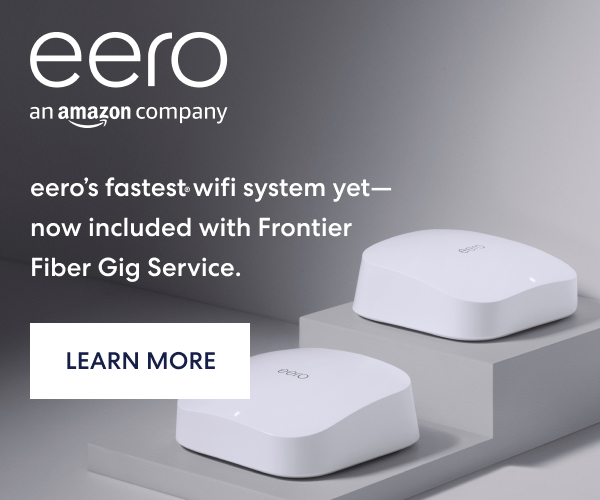 eero
an amazon company
eero's fastest® wifi system yet—
now included with Frontier
Fiber Gig Service.
LEARN MORE
eero
eero